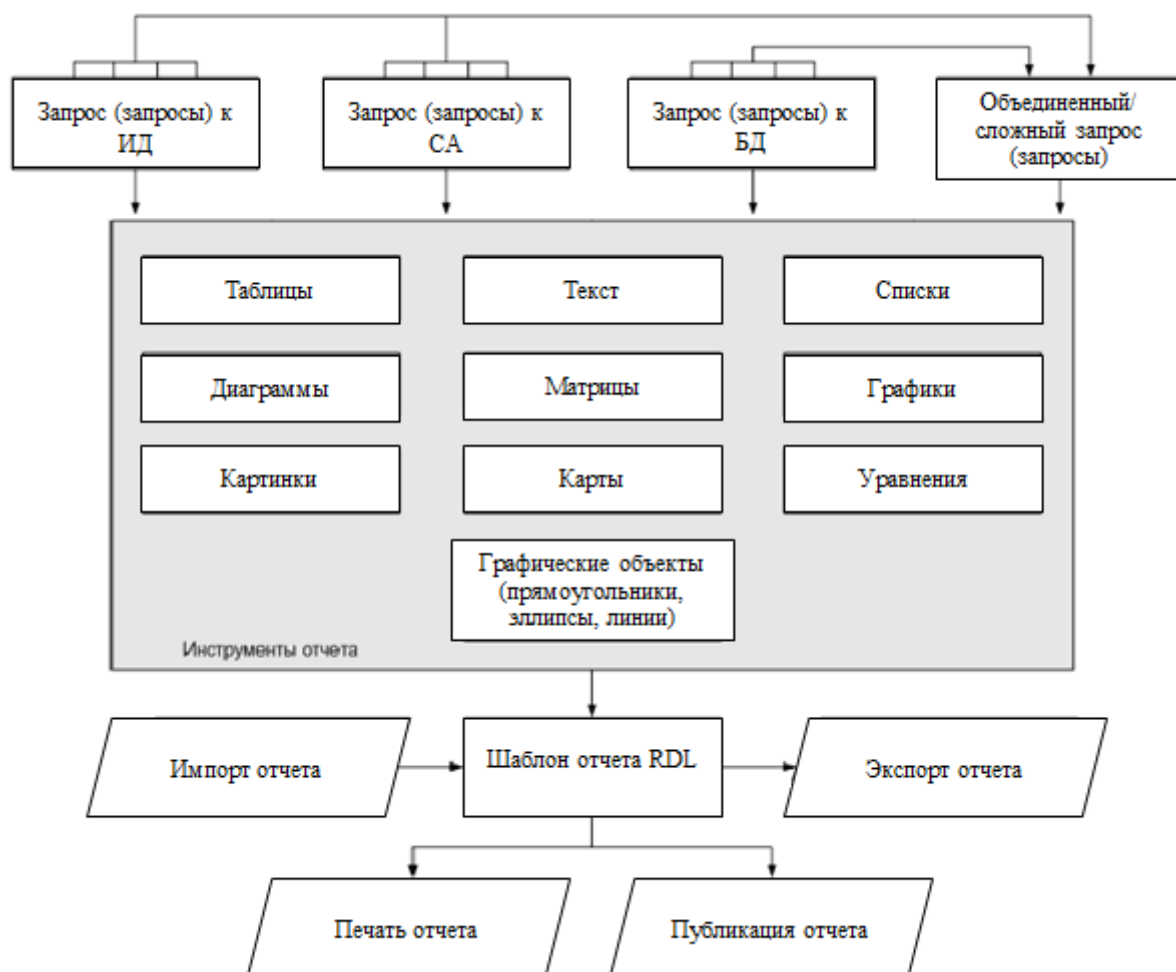 Запрос (запросы) к
ИД
Запрос (запросы) к
СА
Запрос (запросы) к
БД
Объединенный/
сложный запрос
(запросы)
Таблицы
Текст
Списки
Диаграммы
Матрицы
Графики
Картинки
Карты
Уравнения
Графические объекты
(прямоугольники,
эллипсы, линии)
Инструменты отчета
Импорт отчета
Шаблон отчета RDL
Экспорт отчета
Печать отчета
Публикация отчета